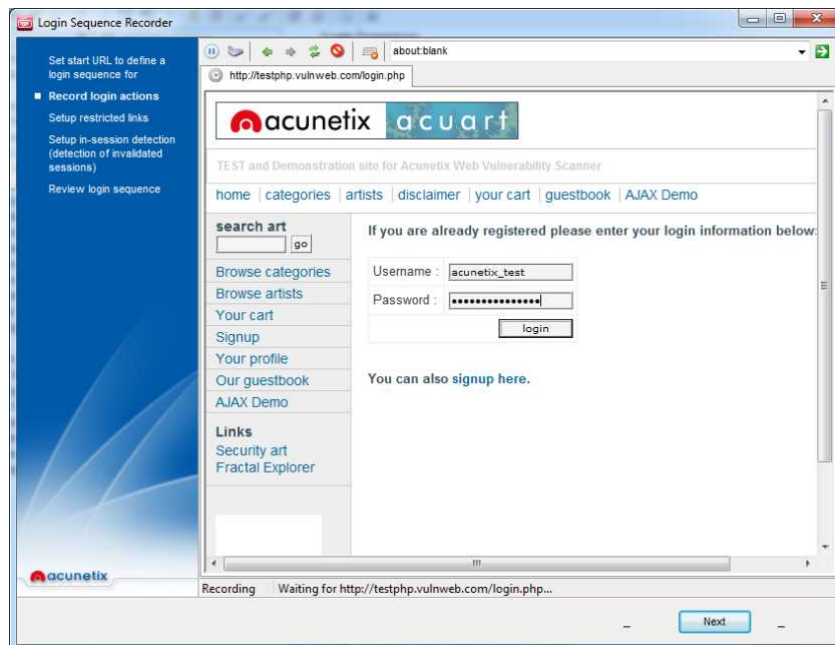 Login Sequence Recorder
Set start URL to define a
login sequence for
Record login actions
Setup restricted links
Setup in-session detection
(detection of invalidated
sessions)
Review login sequence
acunetix
about:blank
http://testphp.vulnweb.com/login.php
acunetix acuart
TEST and Demonstration site for Acunetix Web Vulnerability Scanner
home | categories | artists | disclaimer | your cart | guestbook | AJAX Demo
search art
go
Browse categories
Browse artists
Your cart
Signup
Your profile
Our guestbook
AJAX Demo
Links
Security art
Fractal Explorer
If you are already registered please enter your login information below:
Username : acunetix_test
Password : •••••••••••••••
login
You can also signup here.
Recording Waiting for http://testphp.vulnweb.com/login.php...
Next